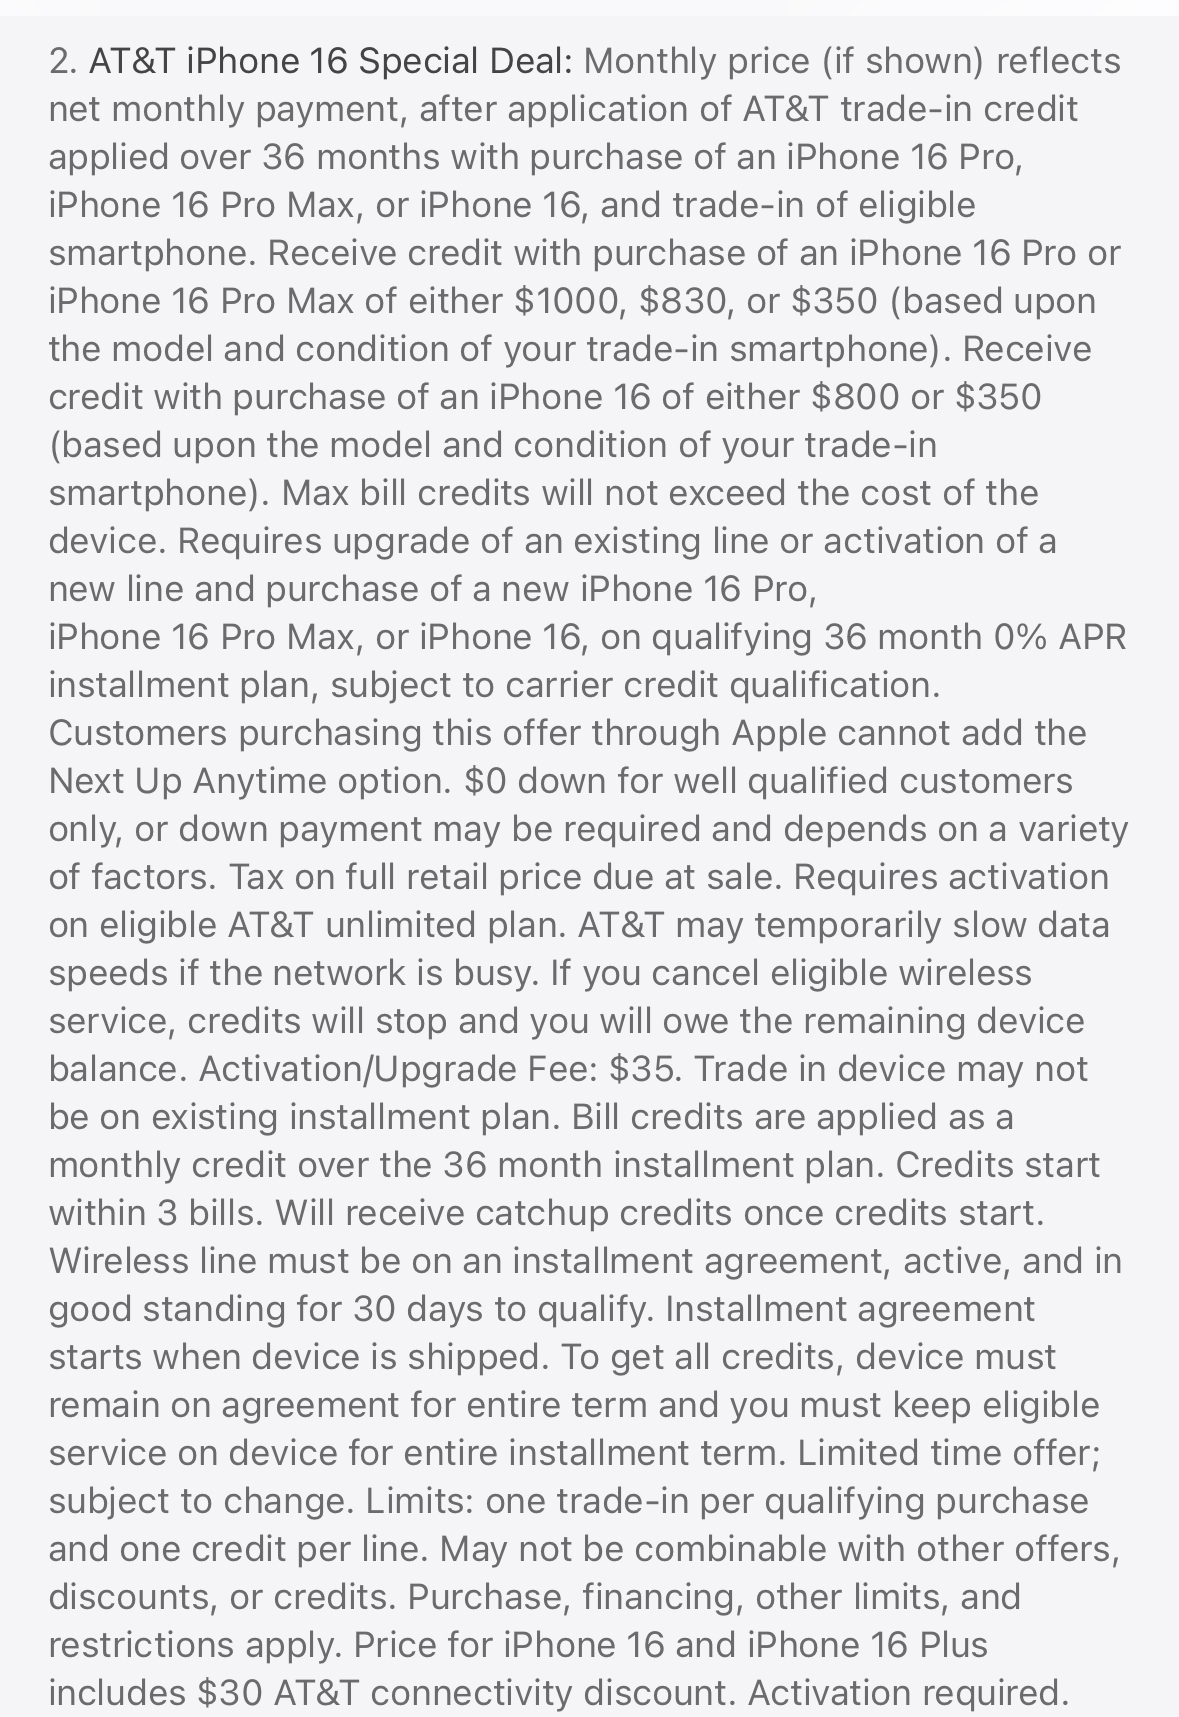 2. AT&T iPhone 16 Special Deal: Monthly price (if shown) reflects
net monthly payment, after application of AT&T trade-in credit
applied over 36 months with purchase of an iPhone 16 Pro,
iPhone 16 Pro Max, or iPhone 16, and trade-in of eligible
smartphone. Receive credit with purchase of an iPhone 16 Pro or
iPhone 16 Pro Max of either $1000, $830, or $350 (based upon
the model and condition of your trade-in smartphone). Receive
credit with purchase of an iPhone 16 of either $800 or $350
(based upon the model and condition of your trade-in
smartphone). Max bill credits will not exceed the cost of the
device. Requires upgrade of an existing line or activation of a
new line and purchase of a new iPhone 16 Pro,
iPhone 16 Pro Max, or iPhone 16, on qualifying 36 month 0% APR
installment plan, subject to carrier credit qualification.
Customers purchasing this offer through Apple cannot add the
Next Up Anytime option. $0 down for well qualified customers
only, or down payment may be required and depends on a variety
of factors. Tax on full retail price due at sale. Requires activation
on eligible AT&T unlimited plan. AT&T may temporarily slow data
speeds if the network is busy. If you cancel eligible wireless
service, credits will stop and you will owe the remaining device
balance. Activation/Upgrade Fee: $35. Trade in device may not
be on existing installment plan. Bill credits are applied as a
monthly credit over the 36 month installment plan. Credits start
within 3 bills. Will receive catchup credits once credits start.
Wireless line must be on an installment agreement, active, and in
good standing for 30 days to qualify. Installment agreement
starts when device is shipped. To get all credits, device must
remain on agreement for entire term and you must keep eligible
service on device for entire installment term. Limited time offer;
subject to change. Limits: one trade-in per qualifying purchase
and one credit per line. May not be combinable with other offers,
discounts, or credits. Purchase, financing, other limits, and
restrictions apply. Price for iPhone 16 and iPhone 16 Plus
includes $30 AT&T connectivity discount. Activation required.